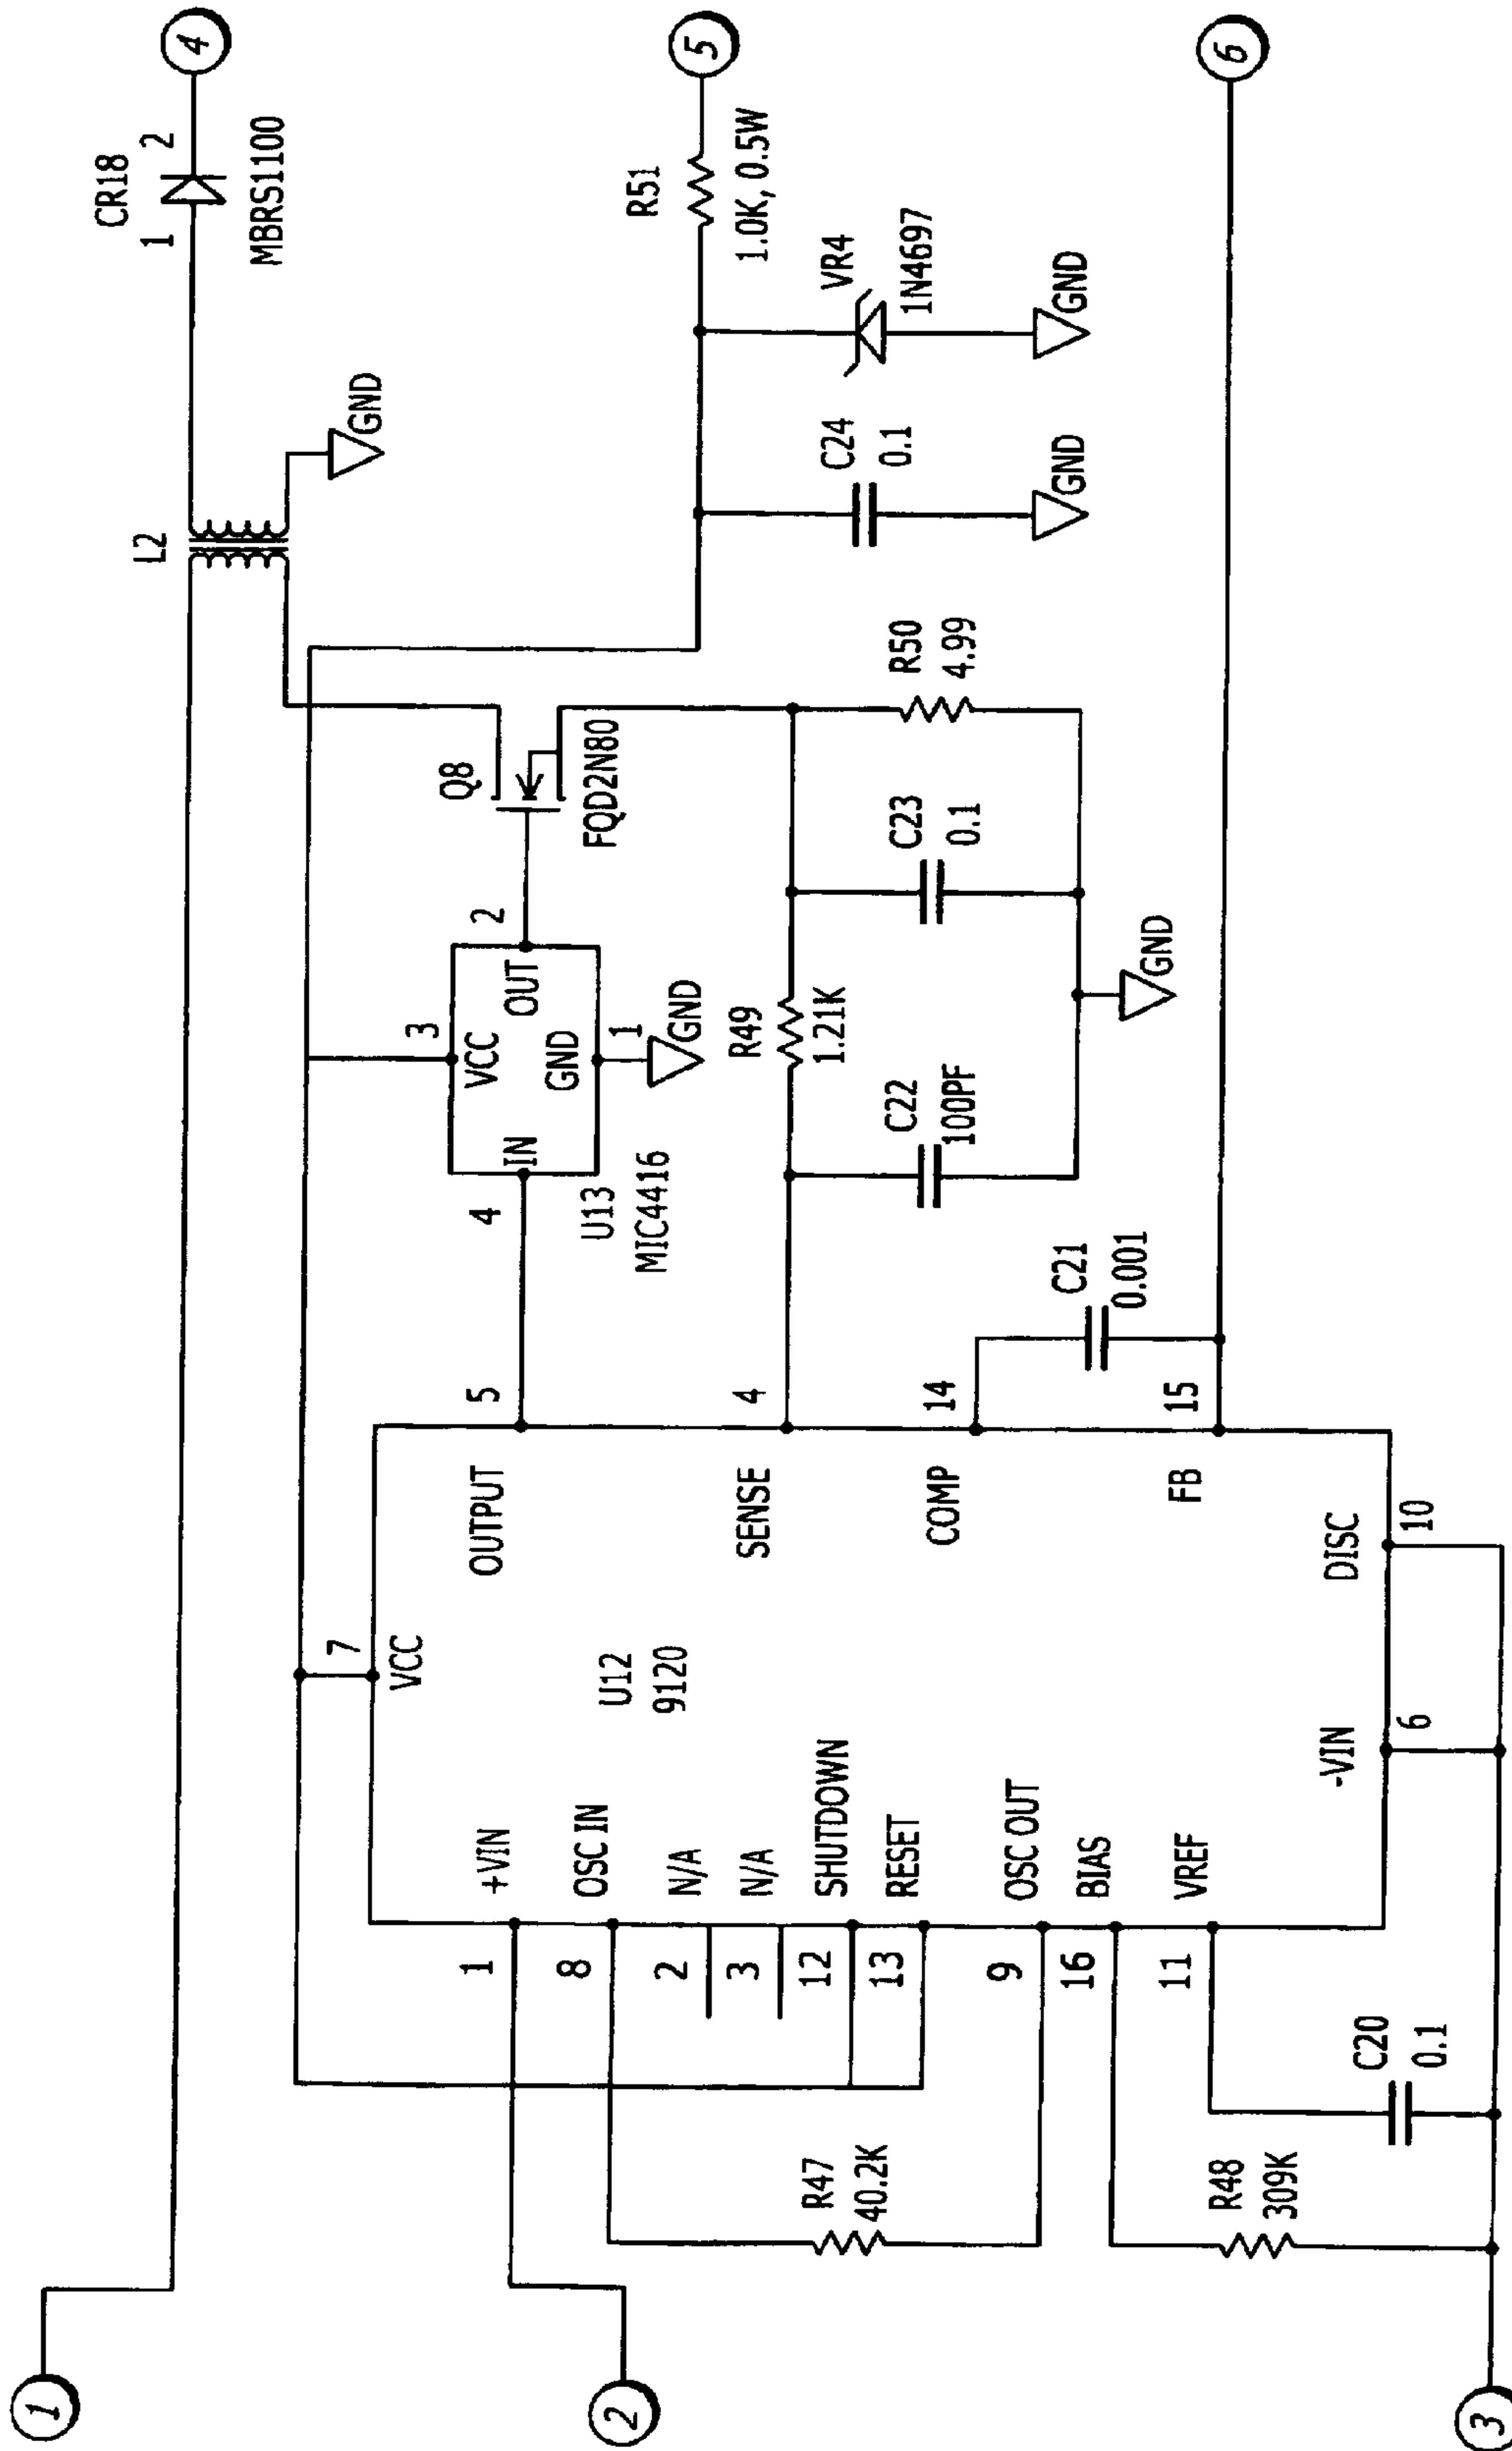 1
2
3
4
5
6
CR18
1 2
MBRS1100
L2
GND
R51
1.0K, 0.5W
VR4
1N4697
GND
C24
0.1
GND
Q8
FQD2N80
3
VCC
2
OUT
4
IN
GND
1
GND
U13
MIC4416
R50
4.99
C23
0.1
R49
1.21K
C22
100PF
GND
C21
0.001
7
VCC
5
OUTPUT
4
SENSE
14
COMP
15
FB
DISC
10
-VIN
6
U12
9120
1
+VIN
8
OSC IN
2
N/A
3
N/A
12
SHUTDOWN
13
RESET
9
OSC OUT
16
BIAS
11
VREF
R47
40.2K
R48
309K
C20
0.1